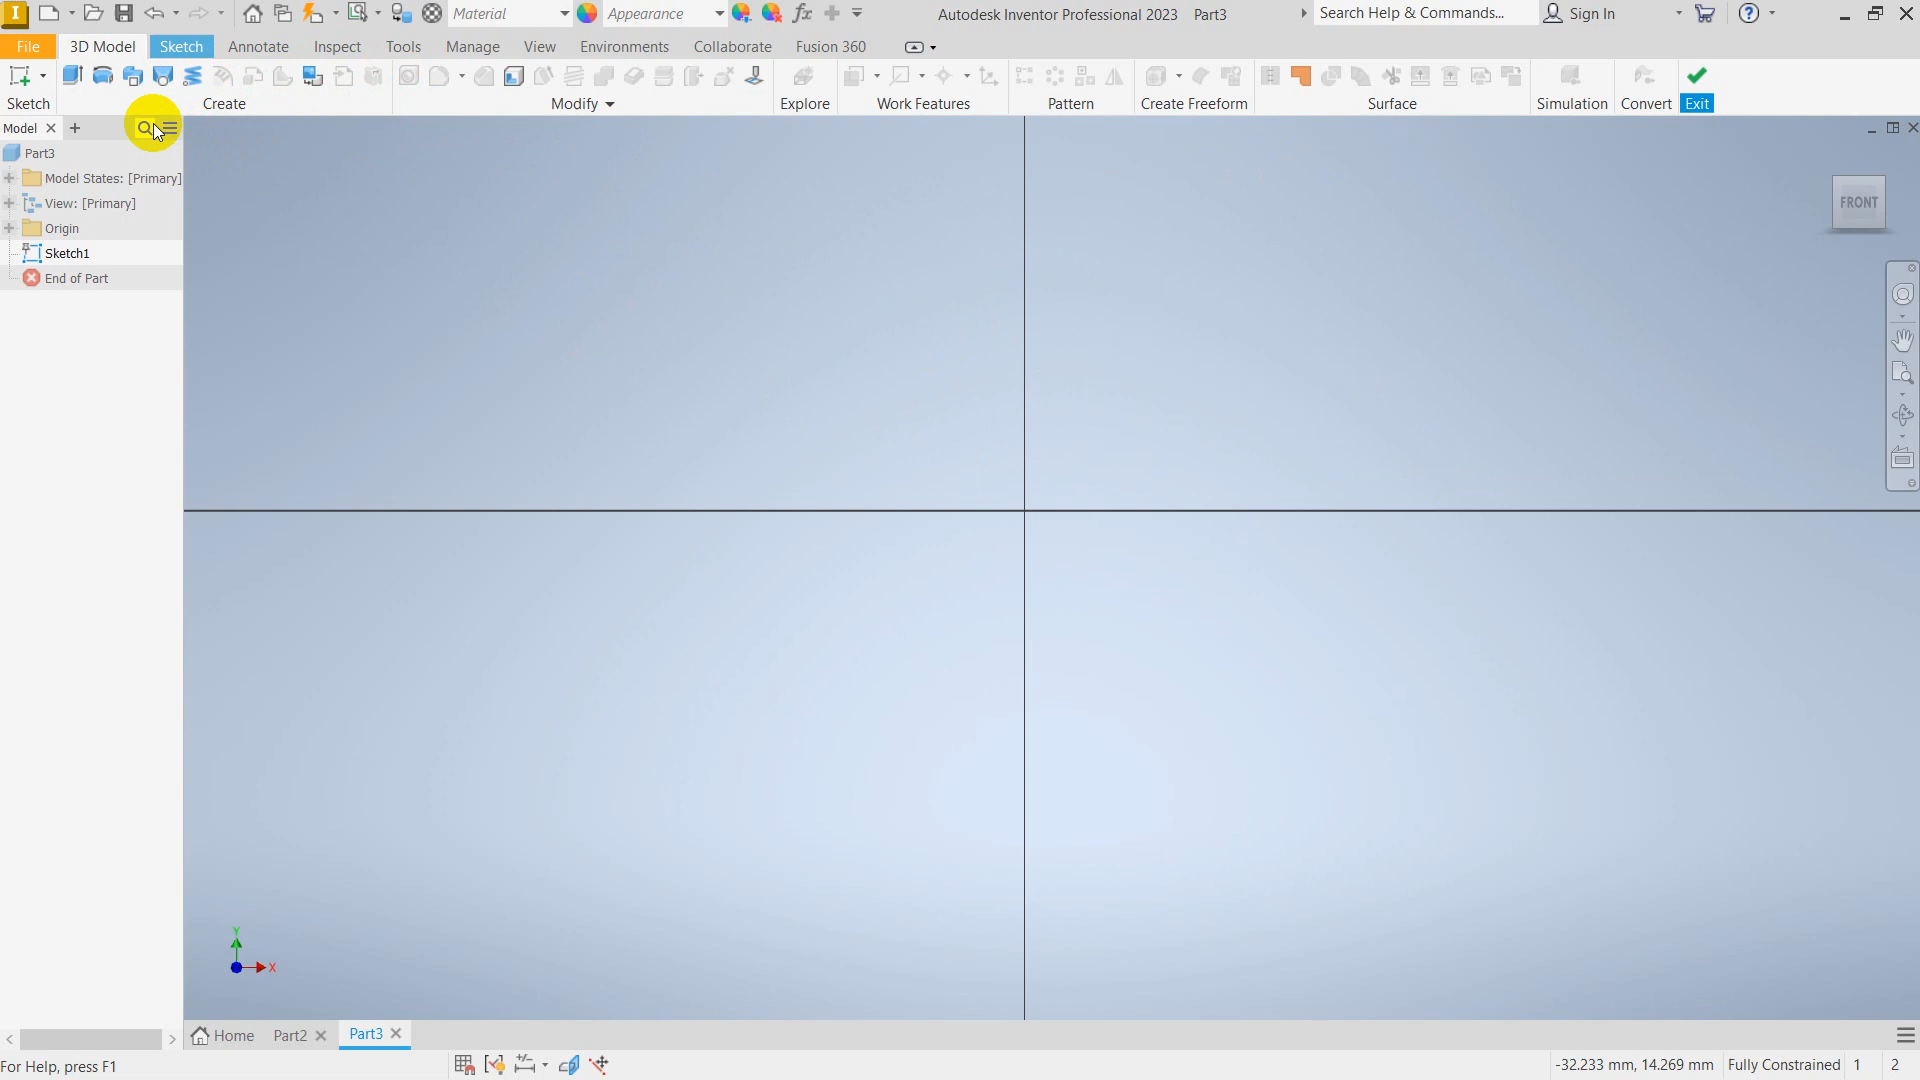 I Material Appearance Autodesk Inventor Professional 2023 Part3 Search Help & Commands... Sign In
File 3D Model Sketch Annotate Inspect Tools Manage View Environments Collaborate Fusion 360
Sketch Create Modify Explore Work Features Pattern Create Freeform Surface Simulation Convert Exit
Model
Part3
Model States: [Primary]
View: [Primary]
Origin
Sketch1
End of Part
FRONT
Y
X
Home Part2 Part3
For Help, press F1 -32.233 mm, 14.269 mm Fully Constrained 1 2